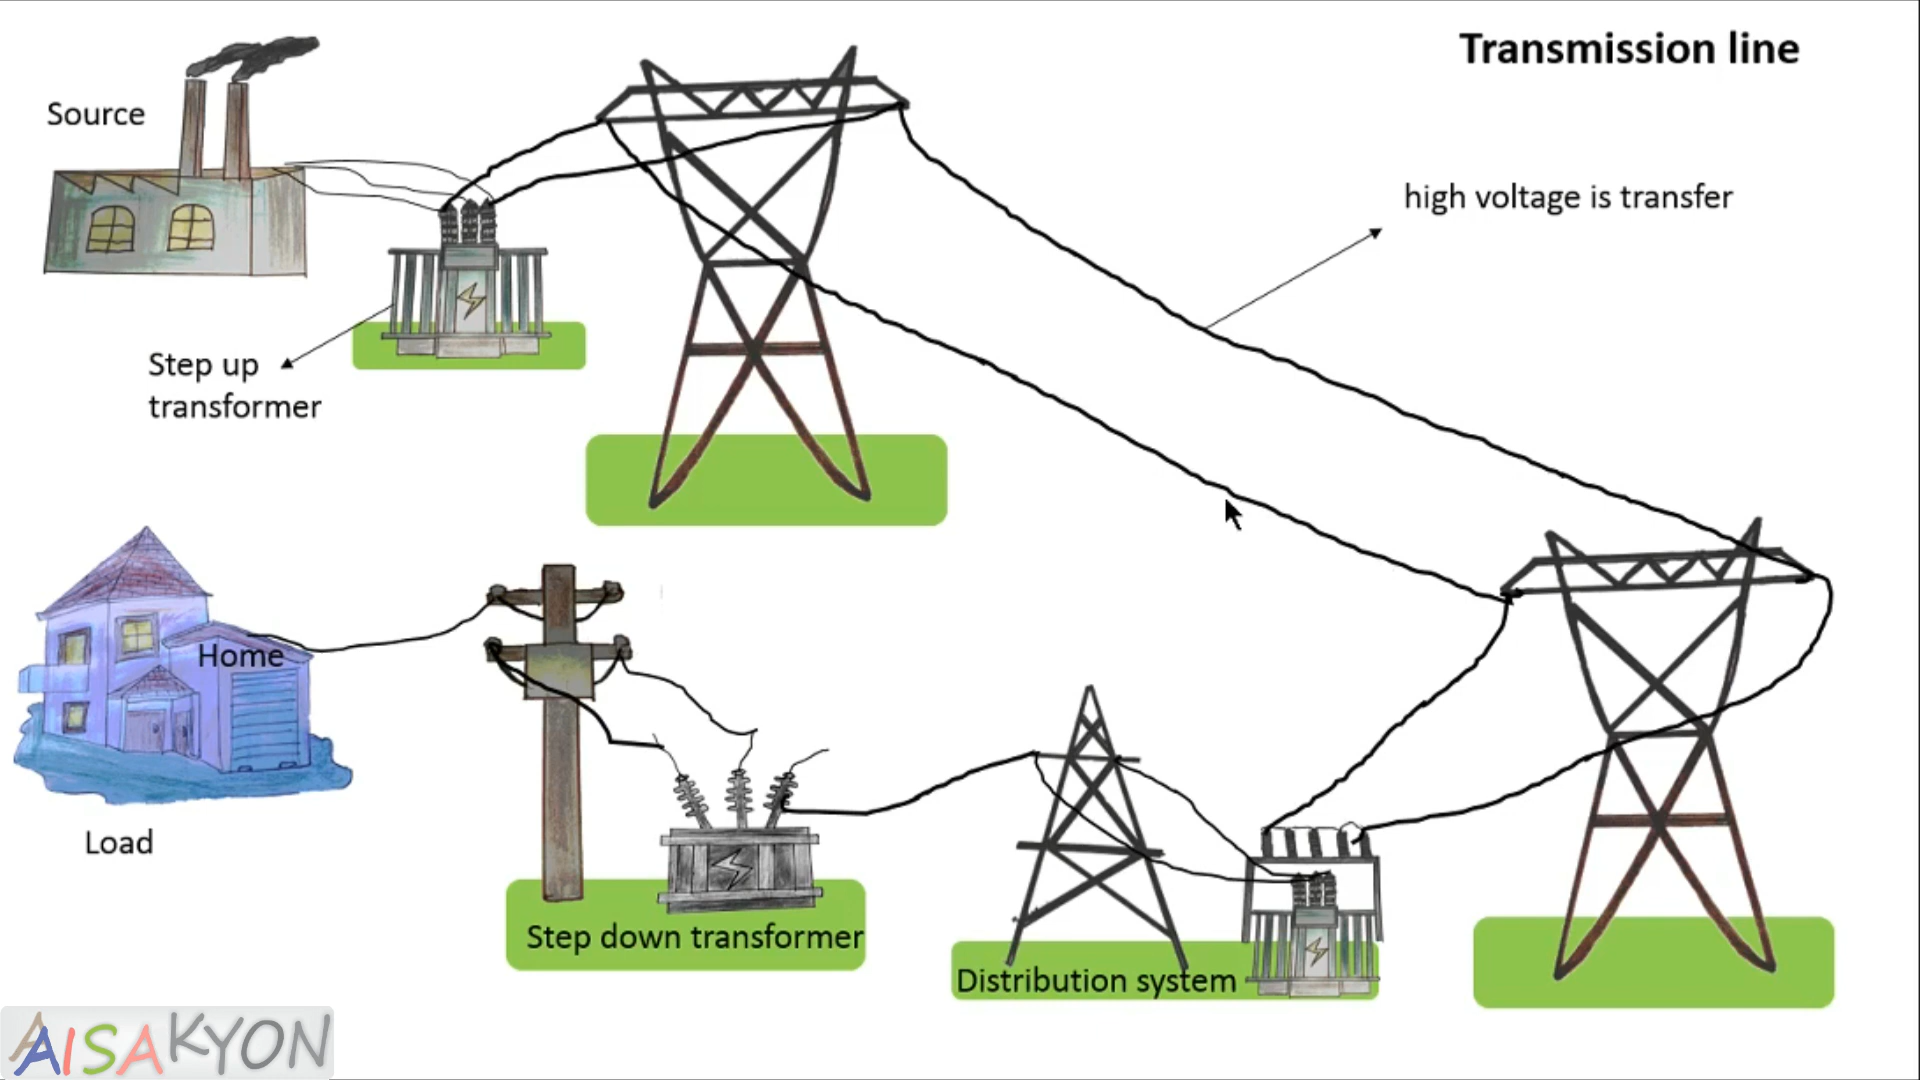 Transmission line
Source
high voltage is transfer
Step up
transformer
Home
Load
Step down transformer
Distribution system
AISAKYON